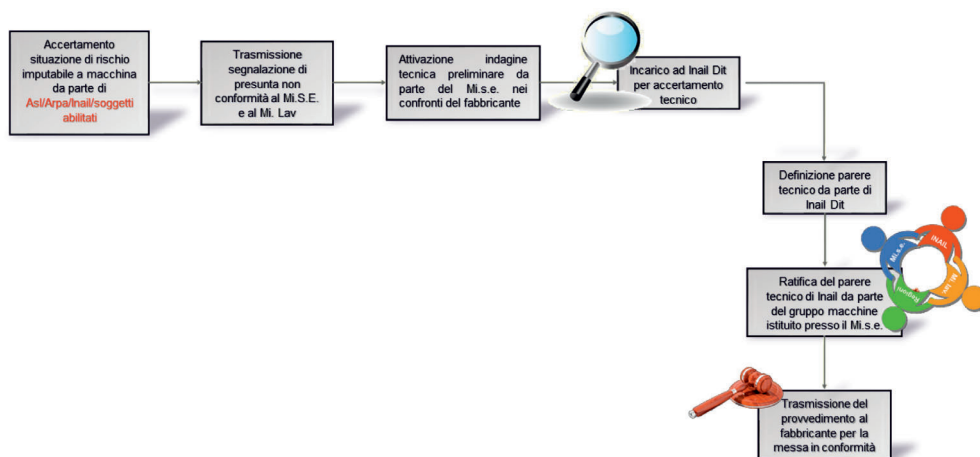 Accertamento
situazione di rischio
imputabile a macchina
da parte di
Asl/Arpa/Inail/soggetti
abilitati
Trasmissione
segnalazione di
presunta non
conformità al Mi.S.E.
e al Mi. Lav
Attivazione indagine
tecnica preliminare da
parte del Mi.s.e. nei
confronti del fabbricante
Incarico ad Inail Dit
per accertamento
tecnico
Definizione parere
tecnico da parte di
Inail Dit
Ratifica del parere
tecnico di Inail da parte
del gruppo macchine
istituito presso il Mi.s.e.
Mi.s.e.
INAIL
Mi. lav.
Regioni
Trasmissione del
provvedimento al
fabbricante per la
messa in conformità